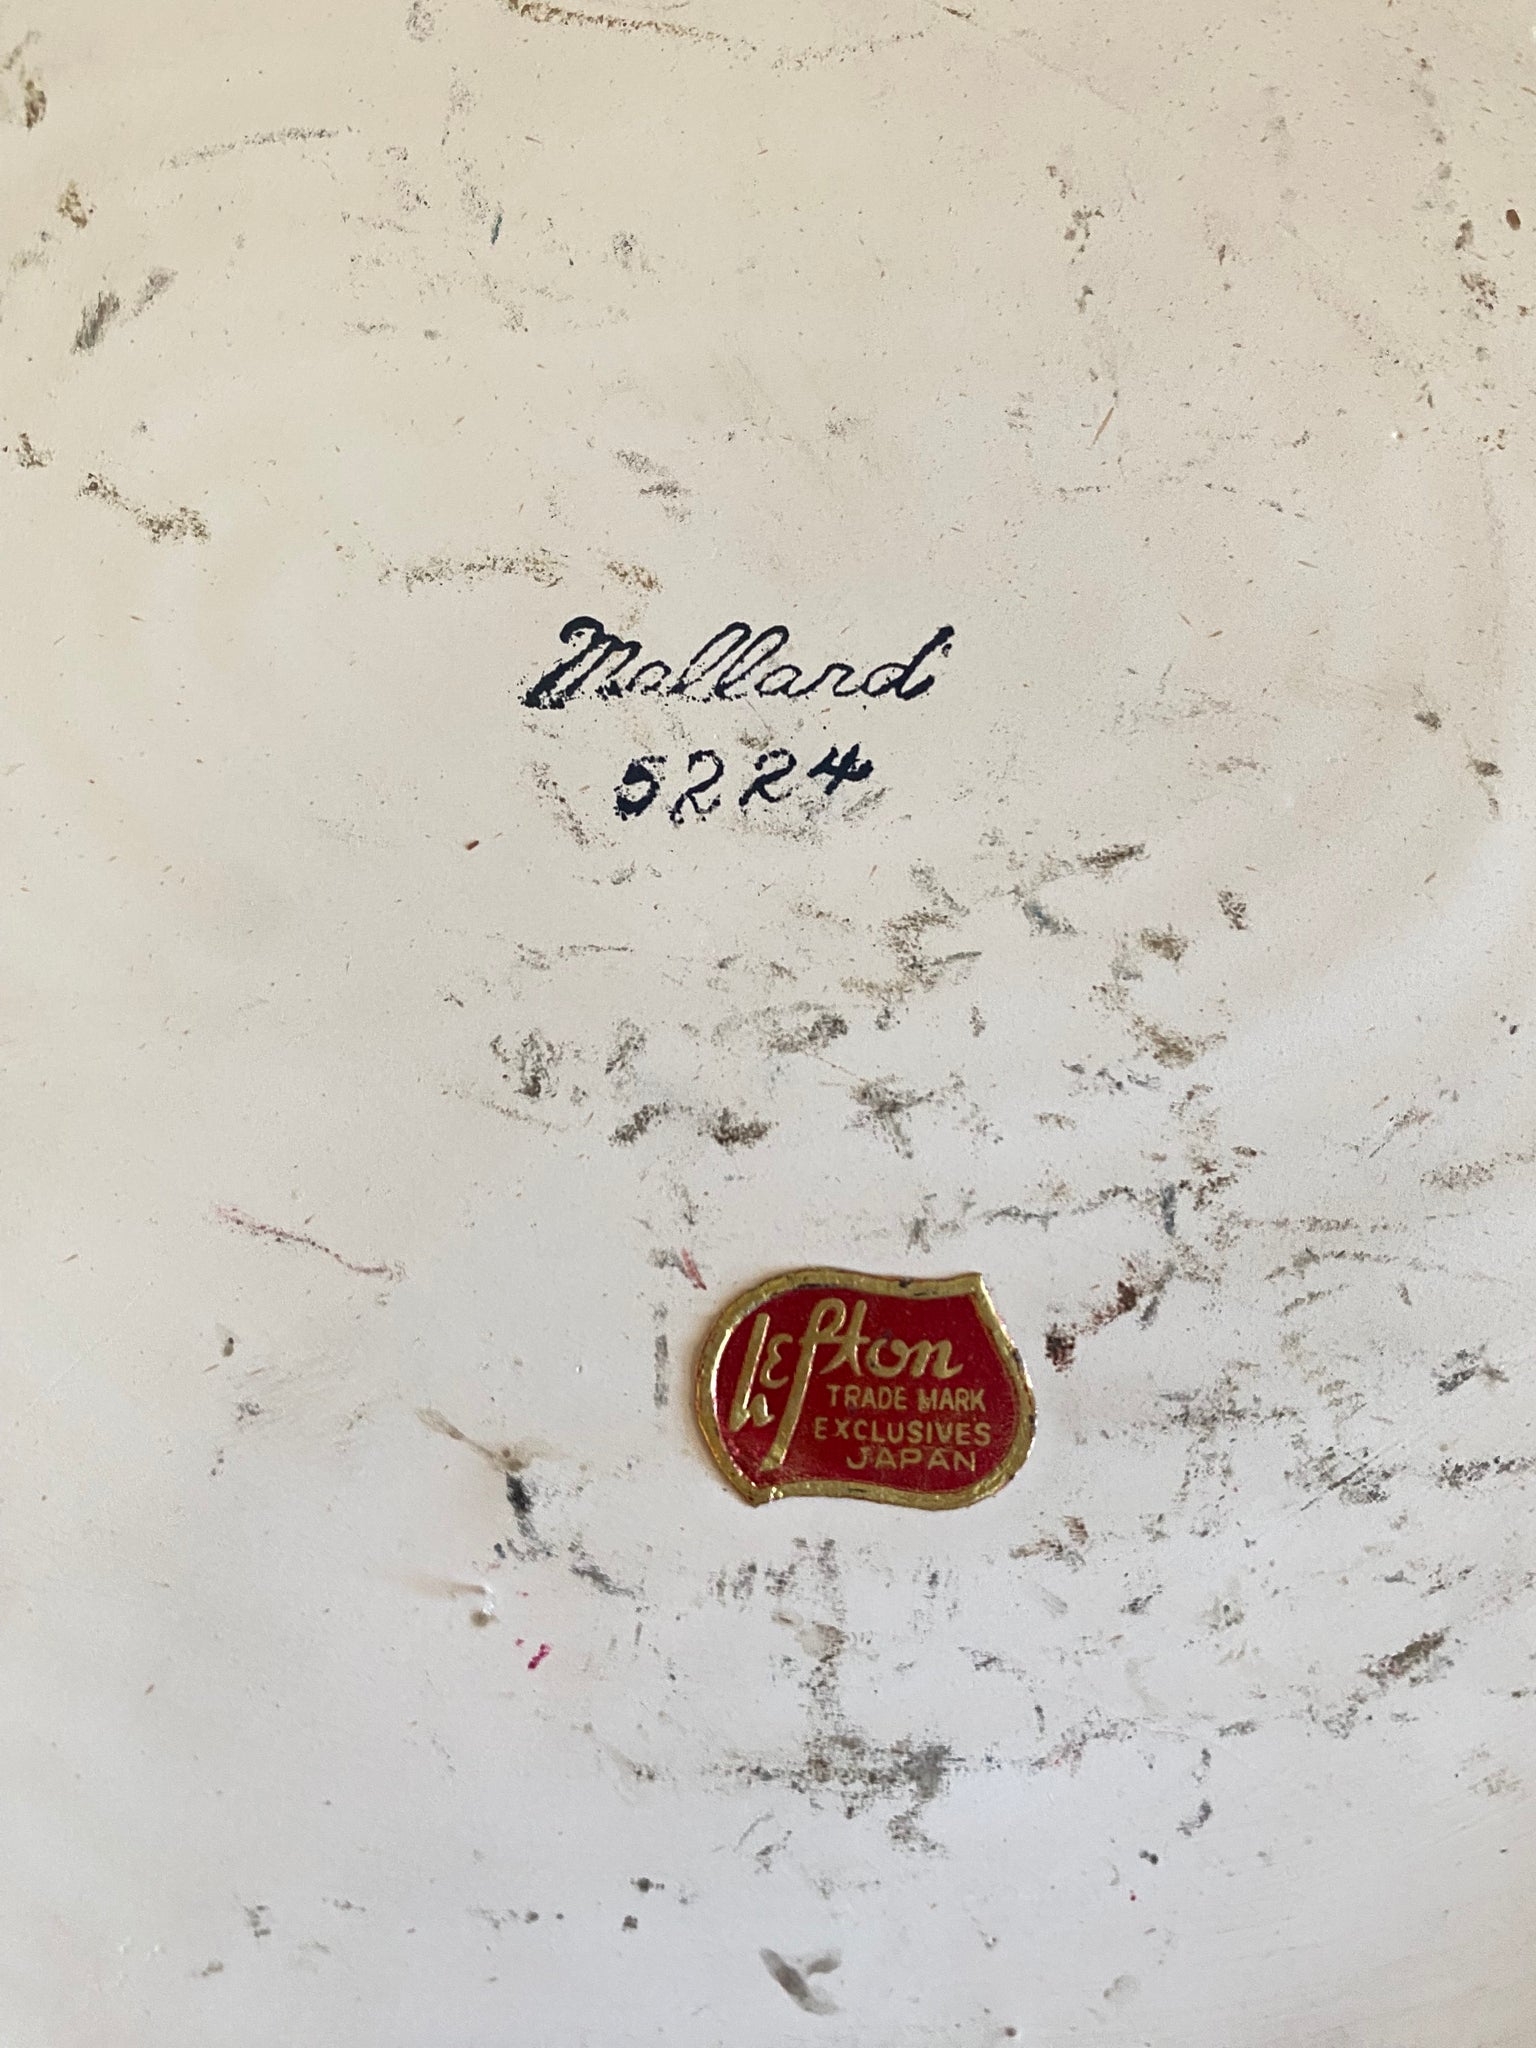 Mallard
5224
Lefton
TRADE MARK
EXCLUSIVES
JAPAN